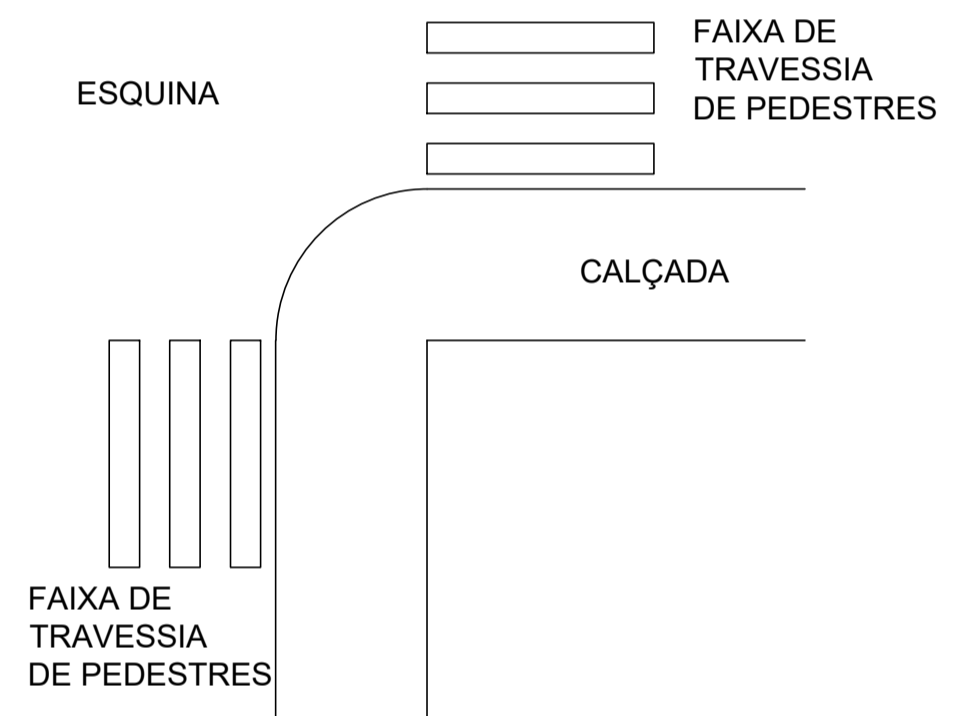 FAIXA DE
TRAVESSIA
DE PEDESTRES
ESQUINA
CALÇADA
FAIXA DE
TRAVESSIA
DE PEDESTRES